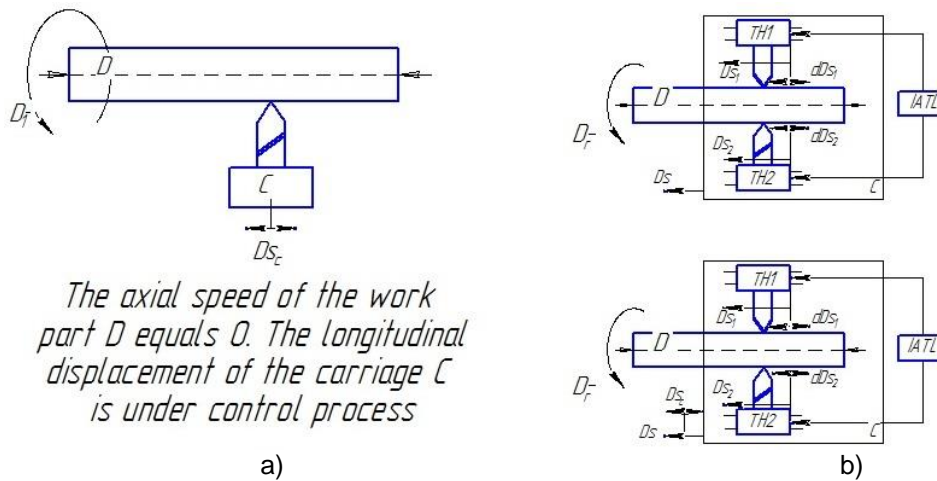 D
Dr
C
Dsc
The axial speed of the work
part D equals 0. The longitudinal
displacement of the carriage C
is under control process
a)
TH1
Ds1
dDs1
D
IATL
Dr
dDs2
Ds2
Ds
TH2
C
TH1
Ds1
dDs1
D
IATL
Dr
dDs2
Dsc
Ds2
Ds
TH2
C
b)